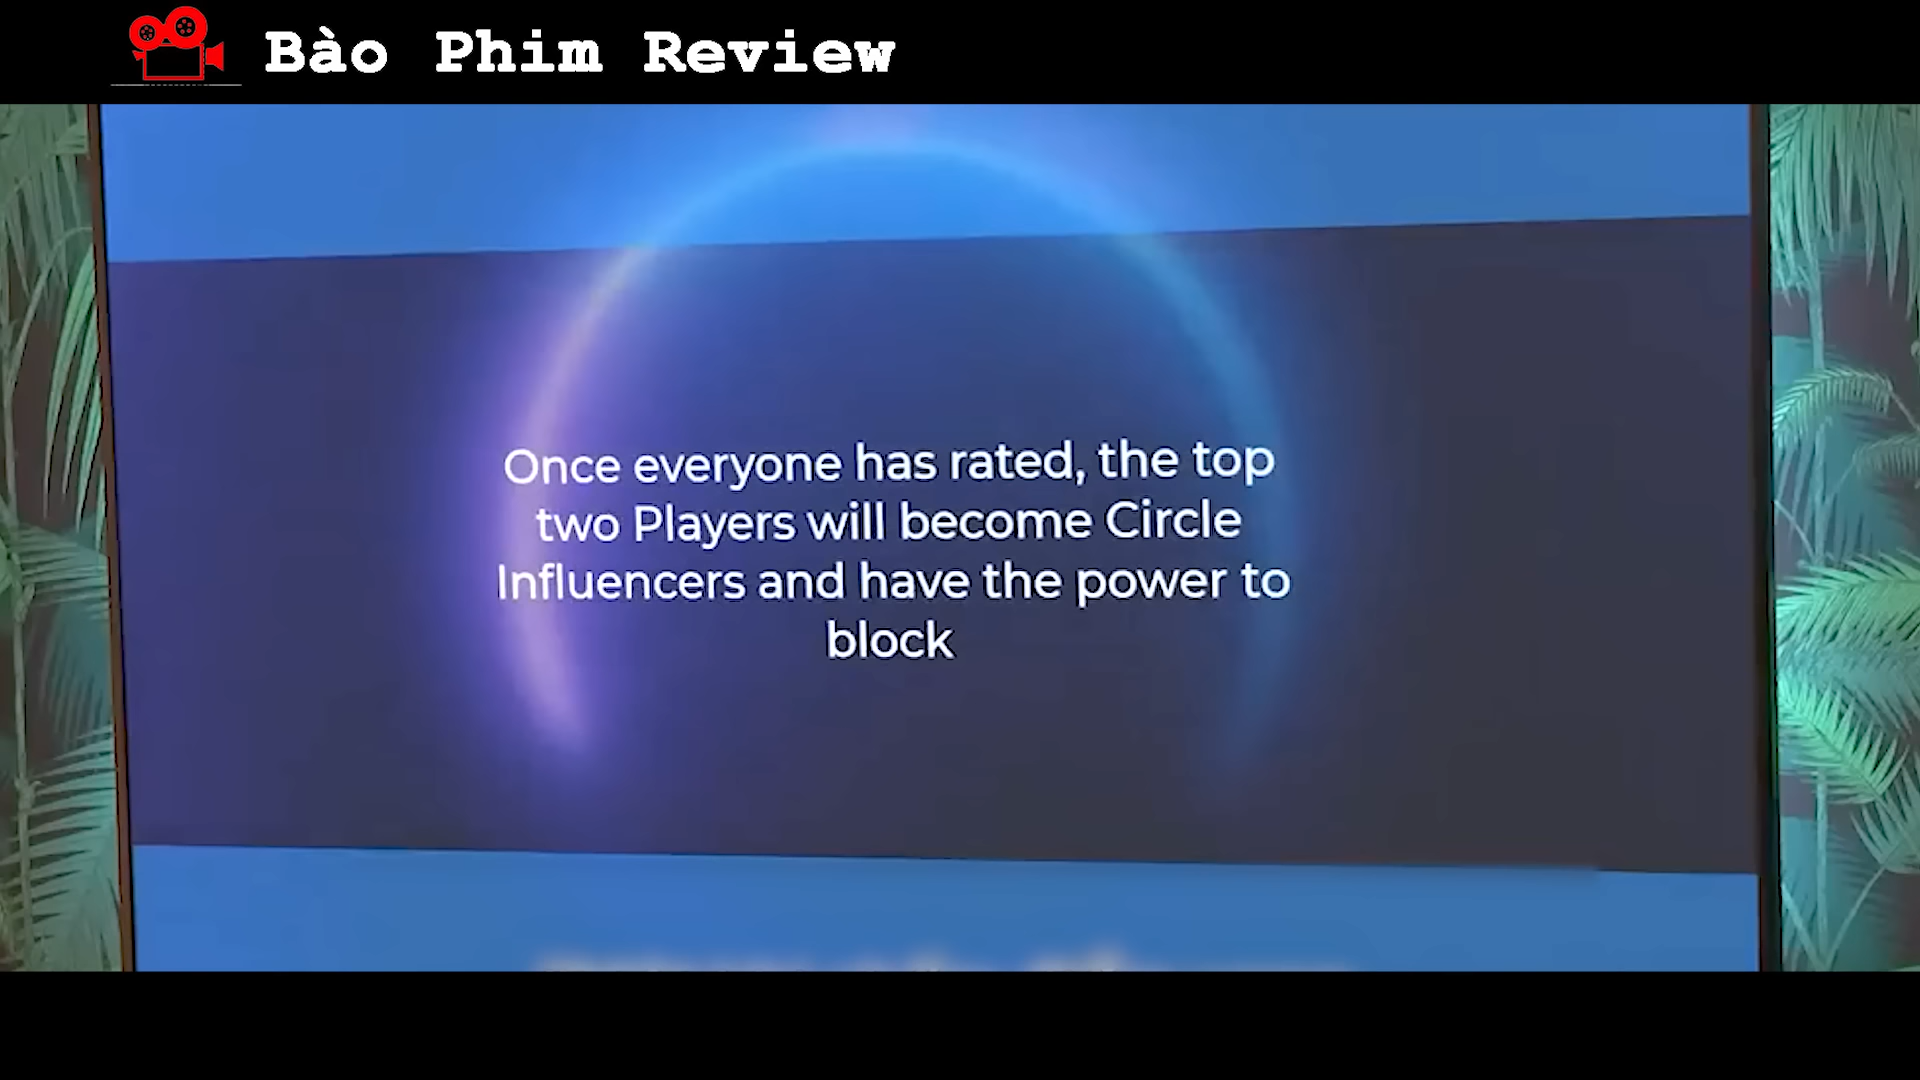 Bào Phim Review
Once everyone has rated, the top
two Players will become Circle
Influencers and have the power to
block